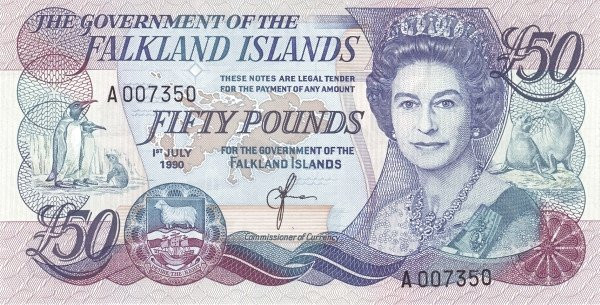 THE GOVERNMENT OF THE
FALKLAND ISLANDS
THESE NOTES ARE LEGAL TENDER
FOR THE PAYMENT OF ANY AMOUNT
FIFTY POUNDS
FOR THE GOVERNMENT OF THE
FALKLAND ISLANDS
1ST JULY
Commissioner of Currency
A007350
A007350
£50
£50